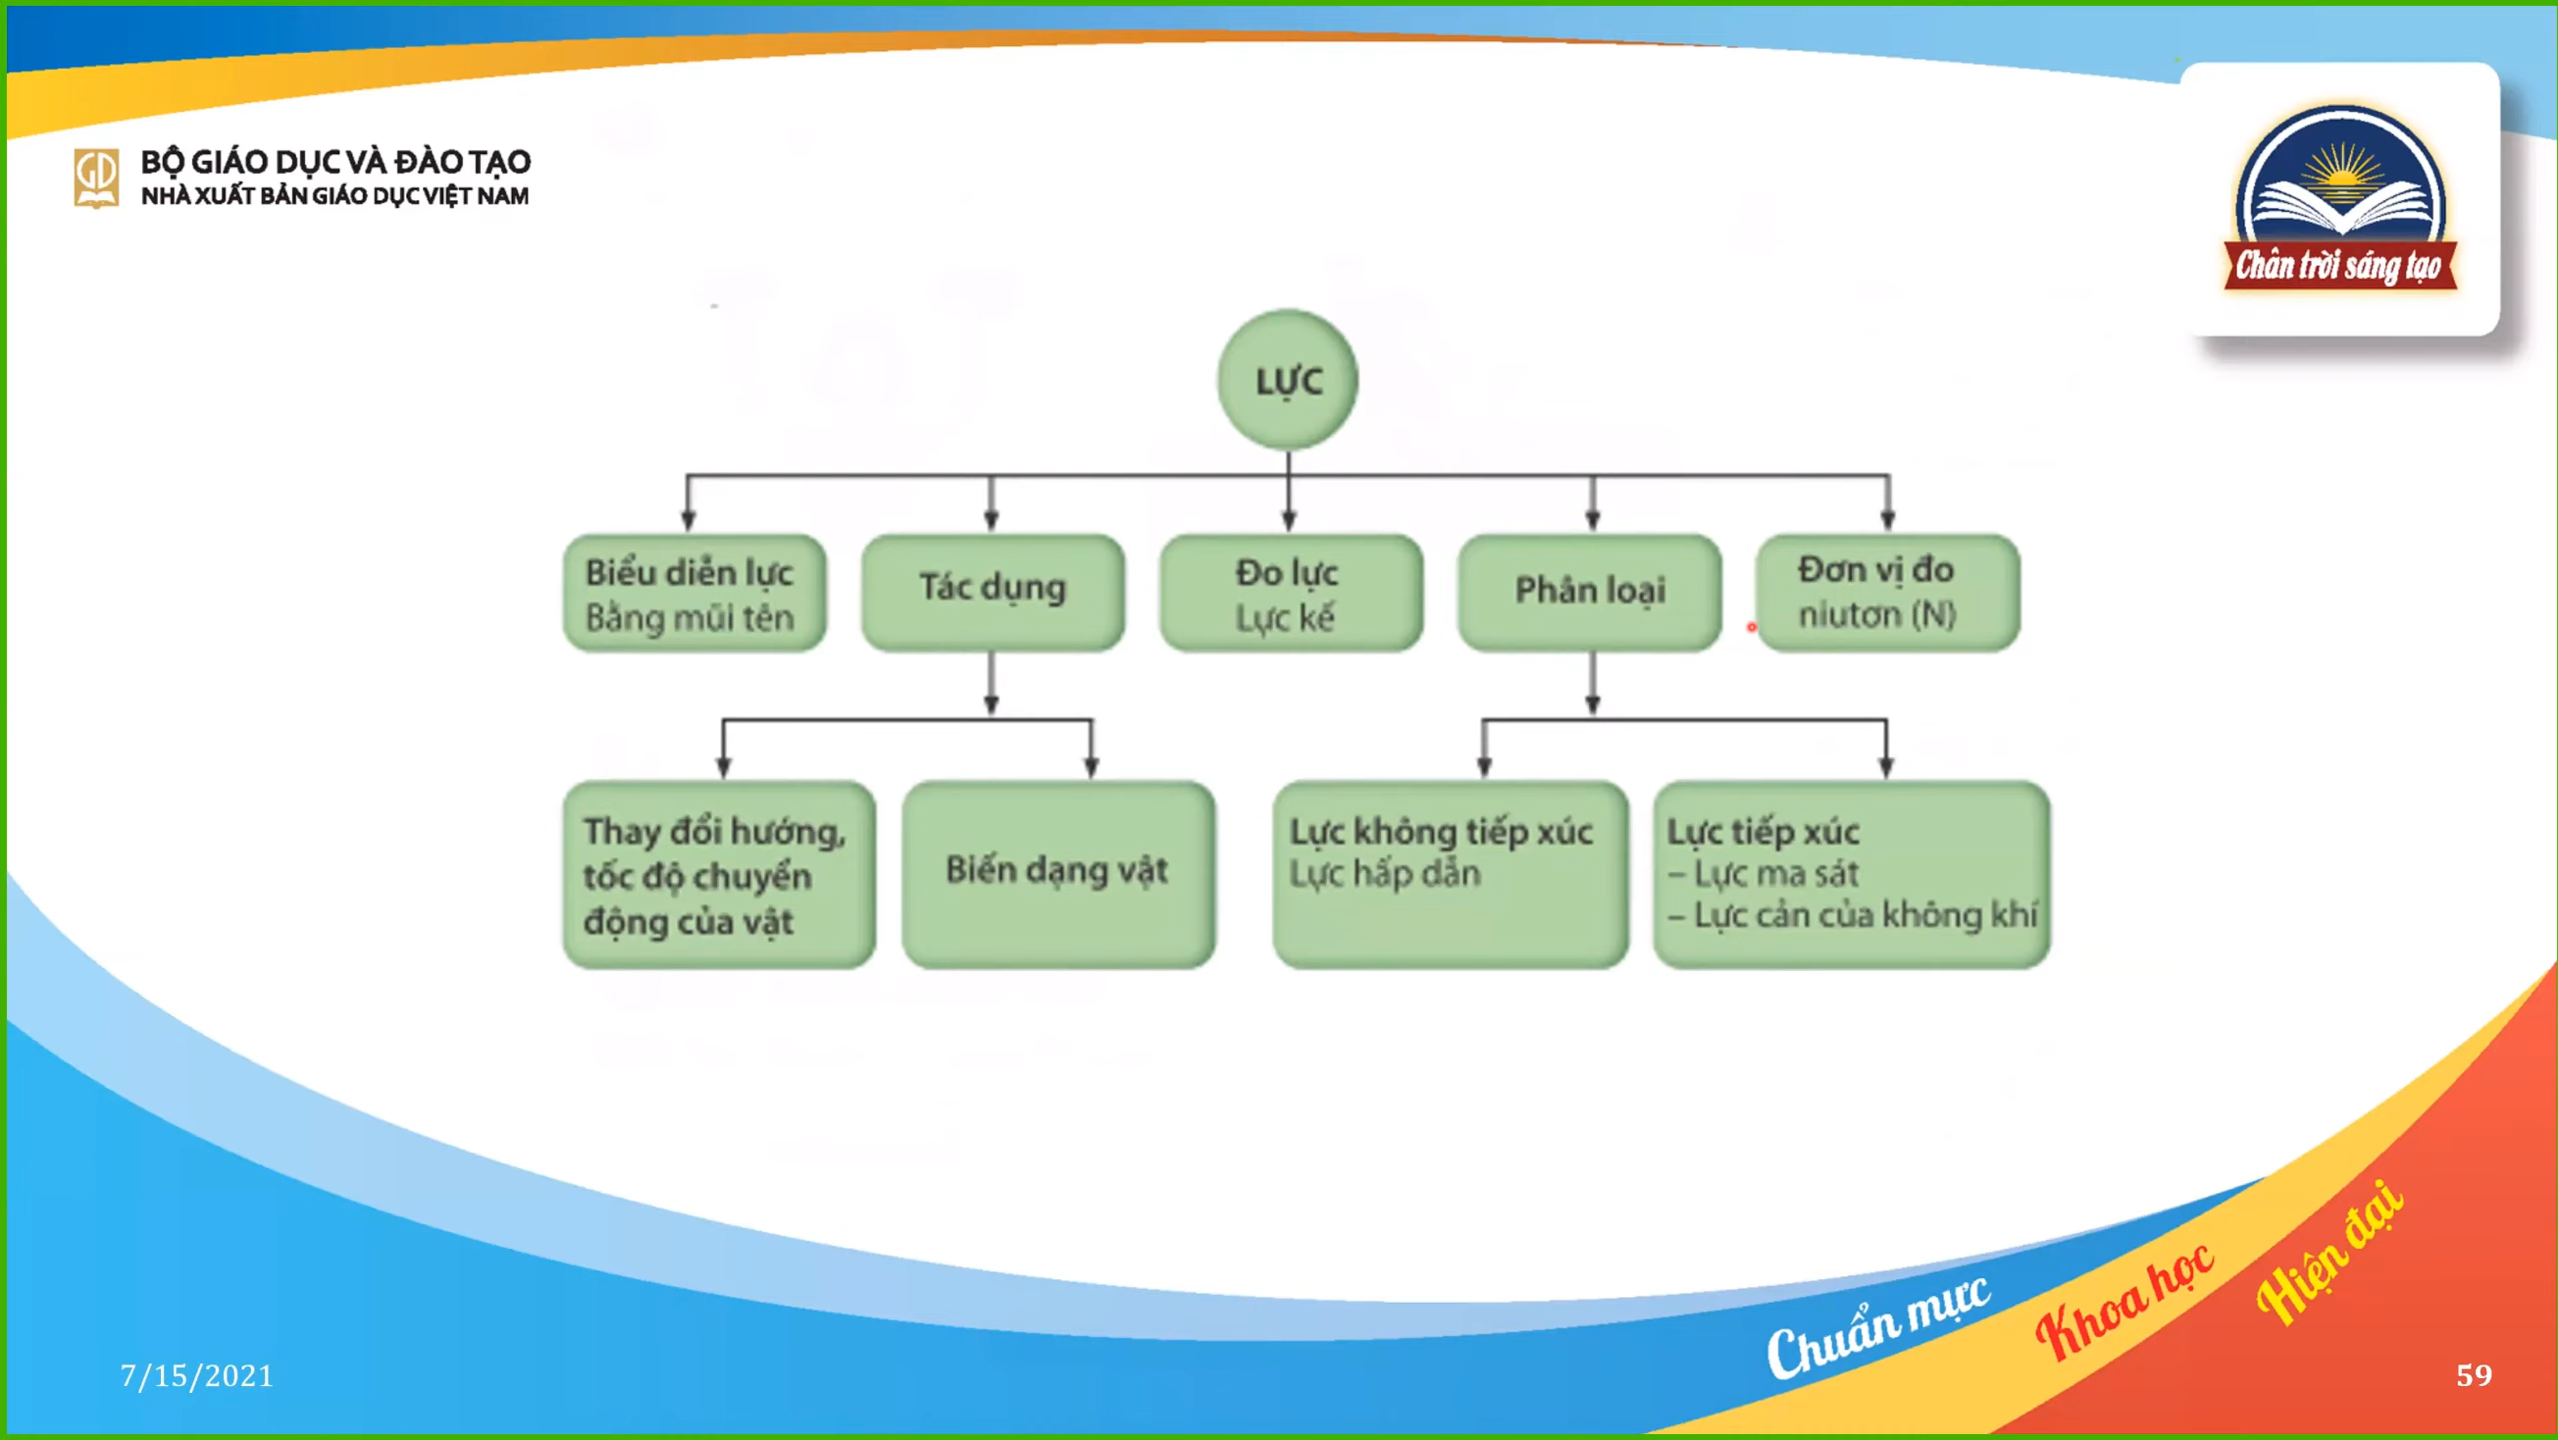 BỘ GIÁO DỤC VÀ ĐÀO TẠO
NHÀ XUẤT BẢN GIÁO DỤC VIỆT NAM
Chân trời sáng tạo
LỰC
Biểu diễn lực
Bằng mũi tên
Tác dụng
Đo lực
Lực kế
Phân loại
Đơn vị đo
niutơn (N)
Thay đổi hướng,
tốc độ chuyển
động của vật
Biến dạng vật
Lực không tiếp xúc
Lực hấp dẫn
Lực tiếp xúc
– Lực ma sát
– Lực cản của không khí
Chuẩn mực
Khoa học
Hiện đại
7/15/2021
59